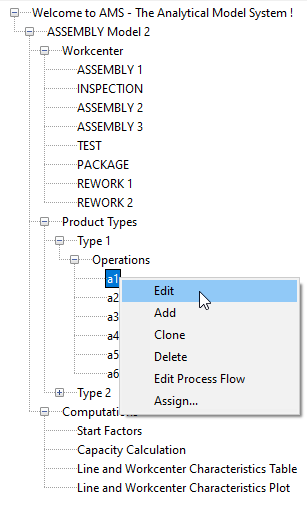 Welcome to AMS - The Analytical Model System !
ASSEMBLY Model 2
Workcenter
ASSEMBLY 1
INSPECTION
ASSEMBLY 2
ASSEMBLY 3
TEST
PACKAGE
REWORK 1
REWORK 2
Product Types
Type 1
Operations
a1
Edit
a2
Add
a3
Clone
a4
Delete
a5
Edit Process Flow
a6
Assign...
Type 2
Computations
Start Factors
Capacity Calculation
Line and Workcenter Characteristics Table
Line and Workcenter Characteristics Plot